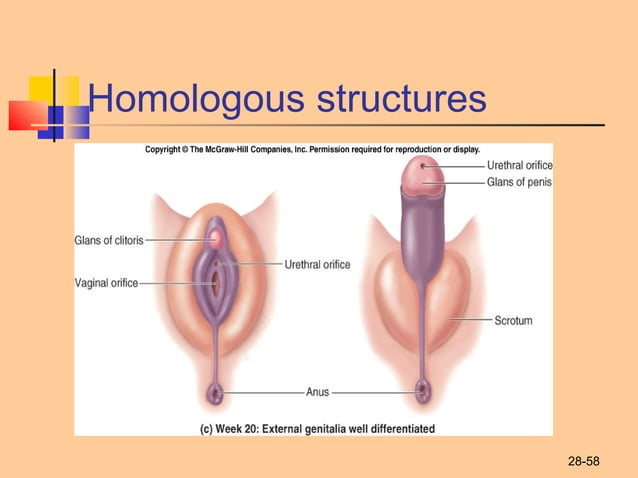 Homologous structures
Copyright © The McGraw-Hill Companies, Inc. Permission required for reproduction or display.
Urethral orifice
Glans of penis
Glans of clitoris
Urethral orifice
Vaginal orifice
Scrotum
Anus
(c) Week 20: External genitalia well differentiated
28-58